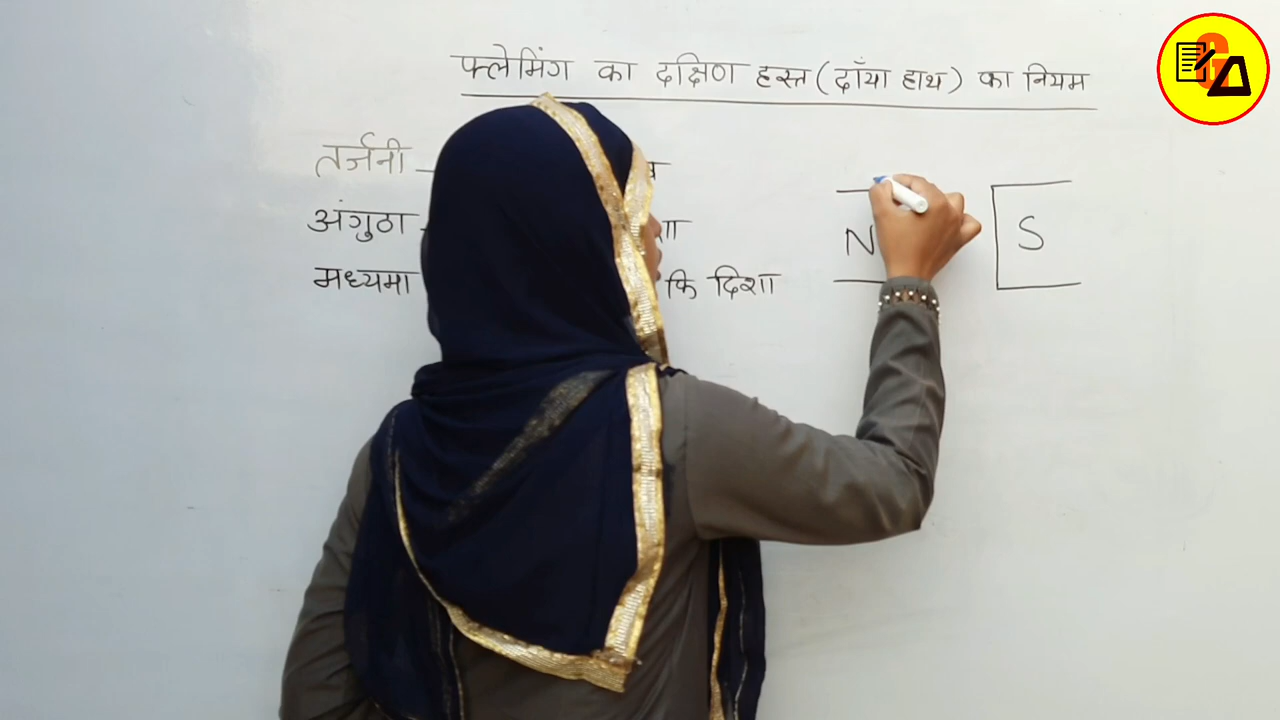 फ्लेमिंग का दक्षिण हस्त (दाँया हाथ) का नियम
तर्जनी
अंगुठा
मध्यमा कि दिशा
N S